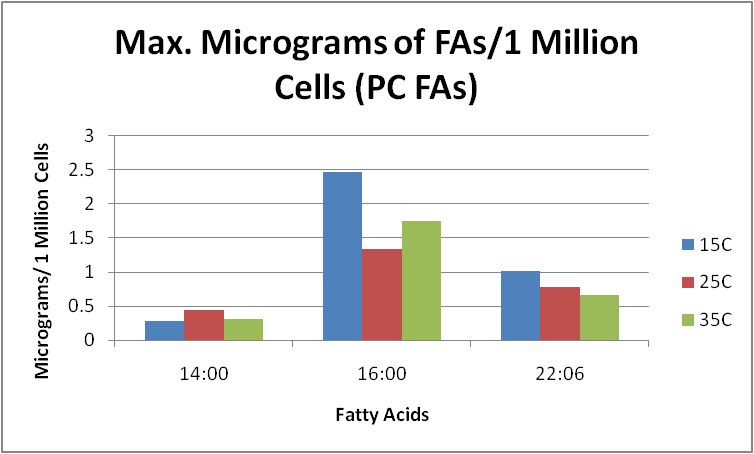 Max. Micrograms of FAs/1 Million
Cells (PC FAs)
Micrograms/ 1 Million Cells
3
2.5
2
1.5
1
0.5
0
14:00
16:00
22:06
Fatty Acids
15C
25C
35C